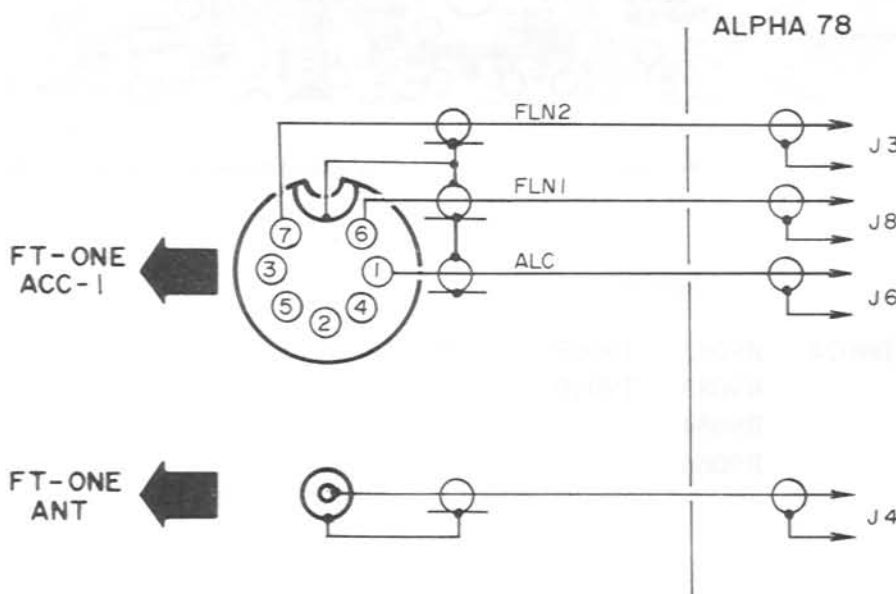 ALPHA 78
FLN2
J3
FLN1
J8
7
6
FT-ONE
ACC-1
3
1
ALC
J6
5
4
2
FT-ONE
ANT
J4